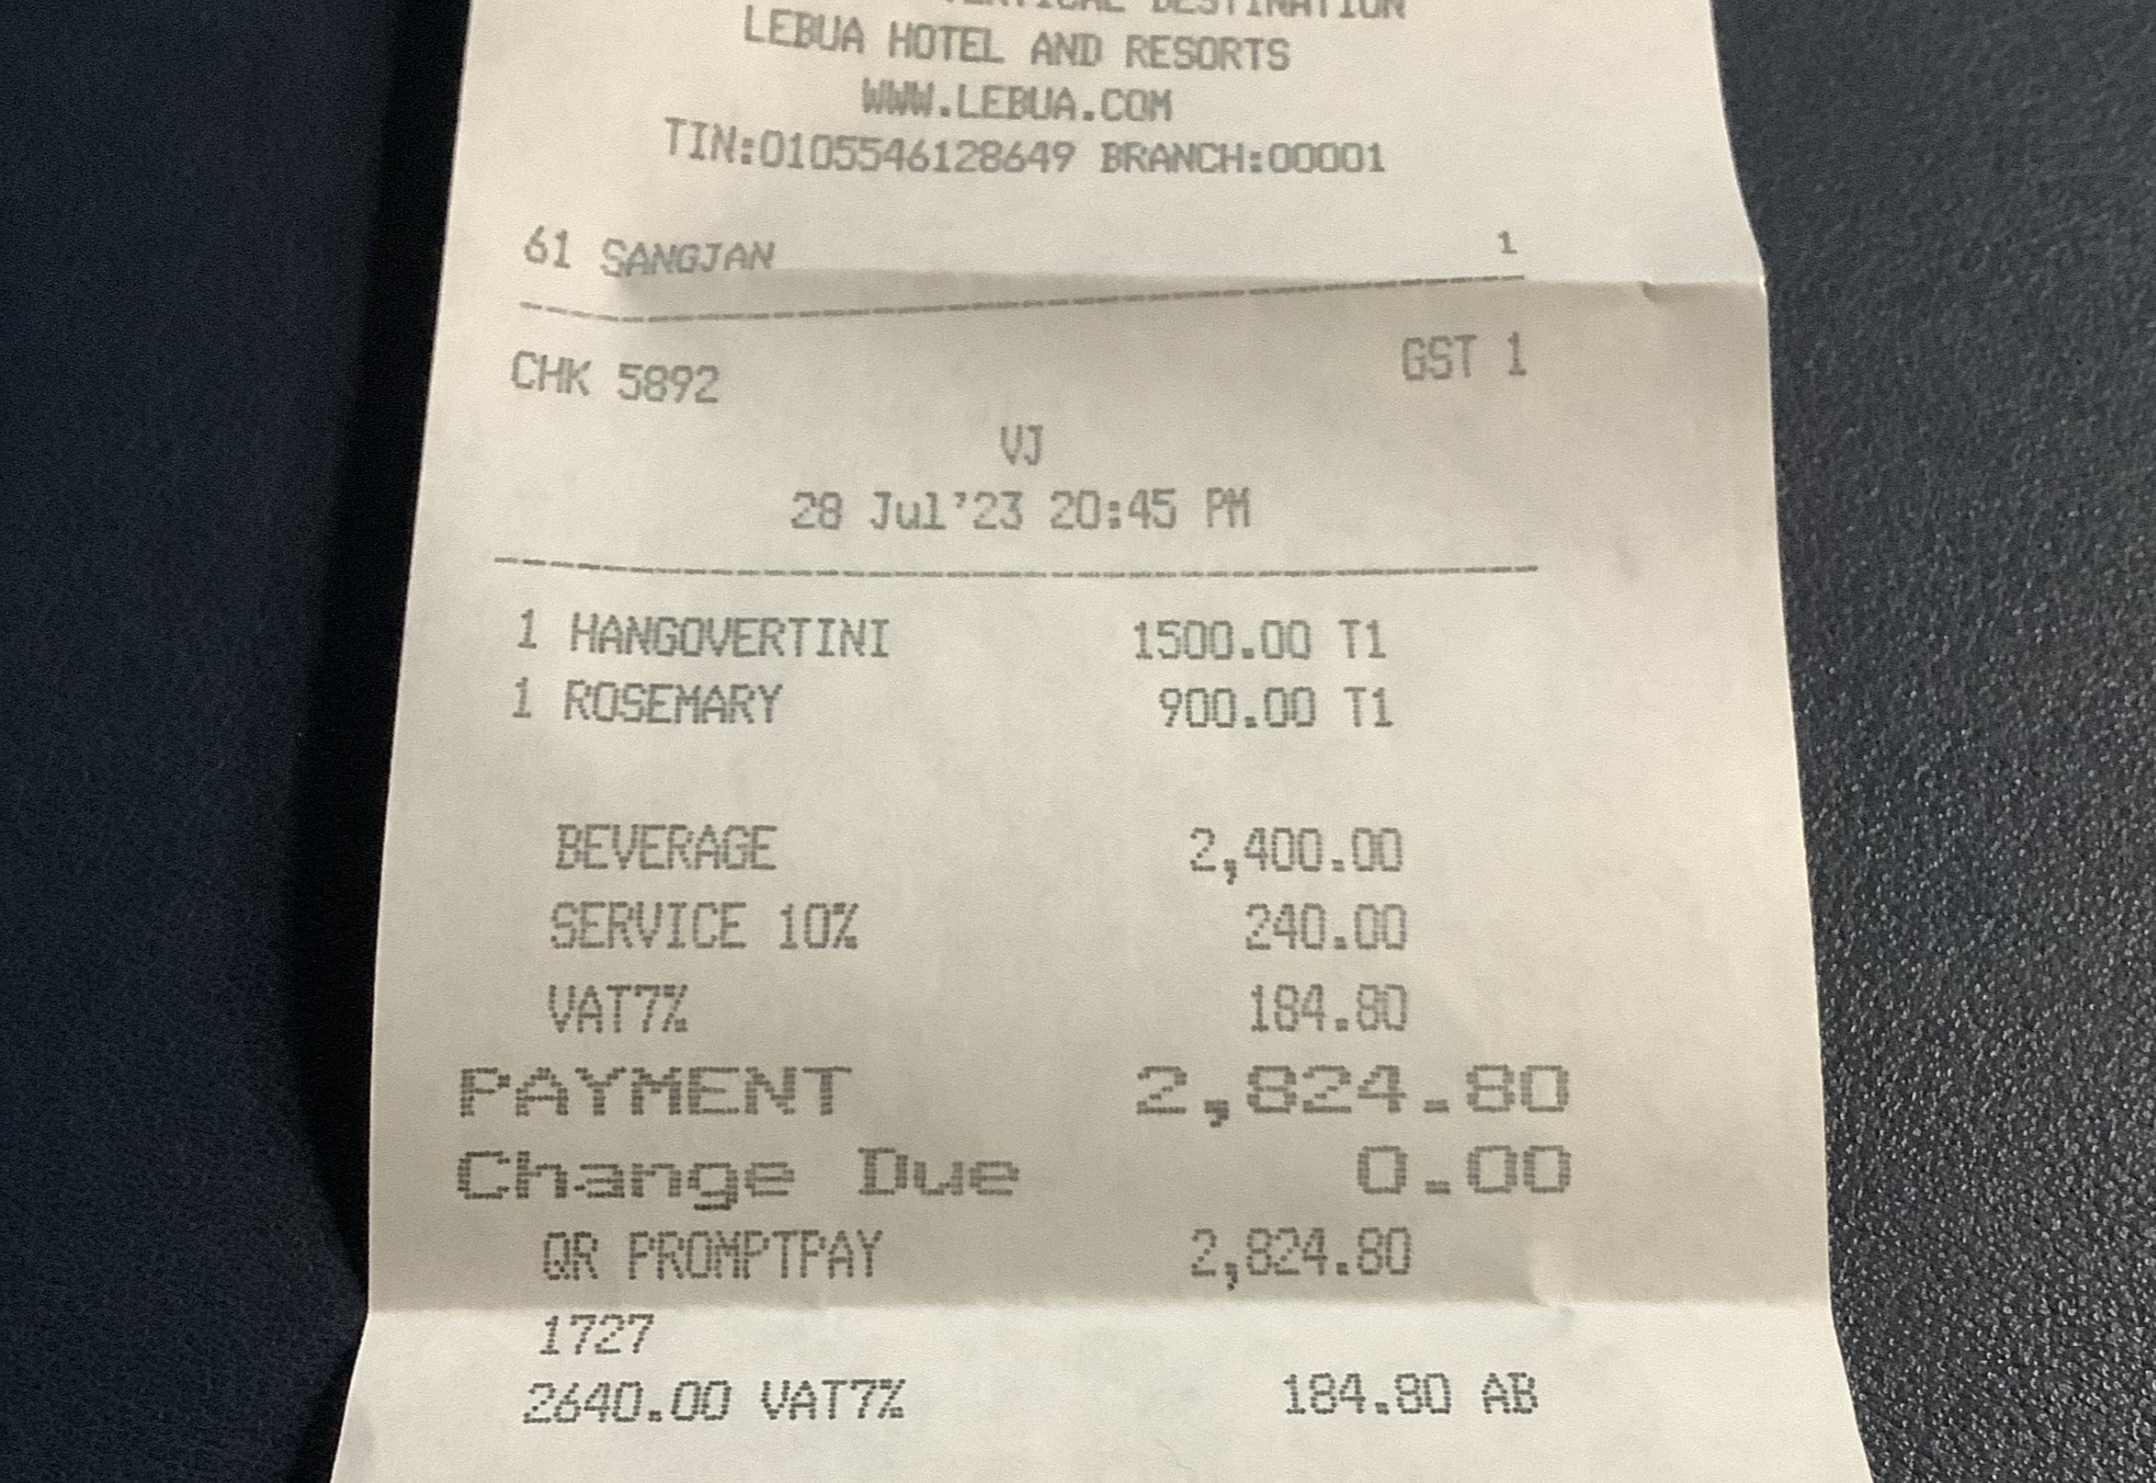 VERTICAL DESTINATION
LEBUA HOTEL AND RESORTS
WWW.LEBUA.COM
TIN:0105546128649 BRANCH:00001
61 SANGJAN 1
CHK 5892 GST 1
VJ
28 Jul'23 20:45 PM
1 HANGOVERTINI 1500.00 T1
1 ROSEMARY 900.00 T1
BEVERAGE 2,400.00
SERVICE 10% 240.00
VAT7% 184.80
PAYMENT 2,824.80
Change Due 0.00
QR PROMPTPAY 2,824.80
1727
2640.00 VAT7% 184.80 AB